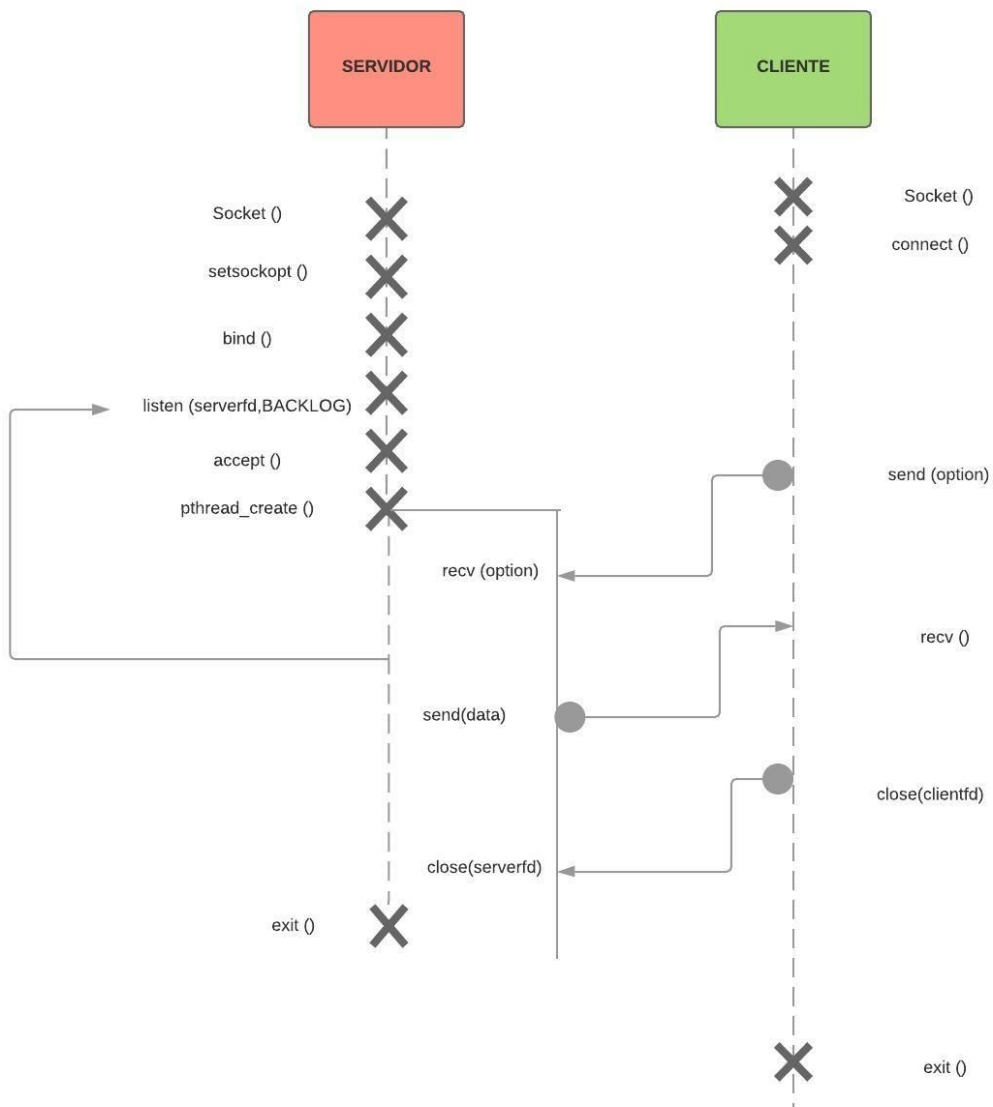 SERVIDOR
CLIENTE
Socket ()
Socket ()
setsockopt ()
connect ()
bind ()
listen (serverfd,BACKLOG)
accept ()
send (option)
pthread_create ()
recv (option)
recv ()
send(data)
close(clientfd)
close(serverfd)
exit ()
exit ()